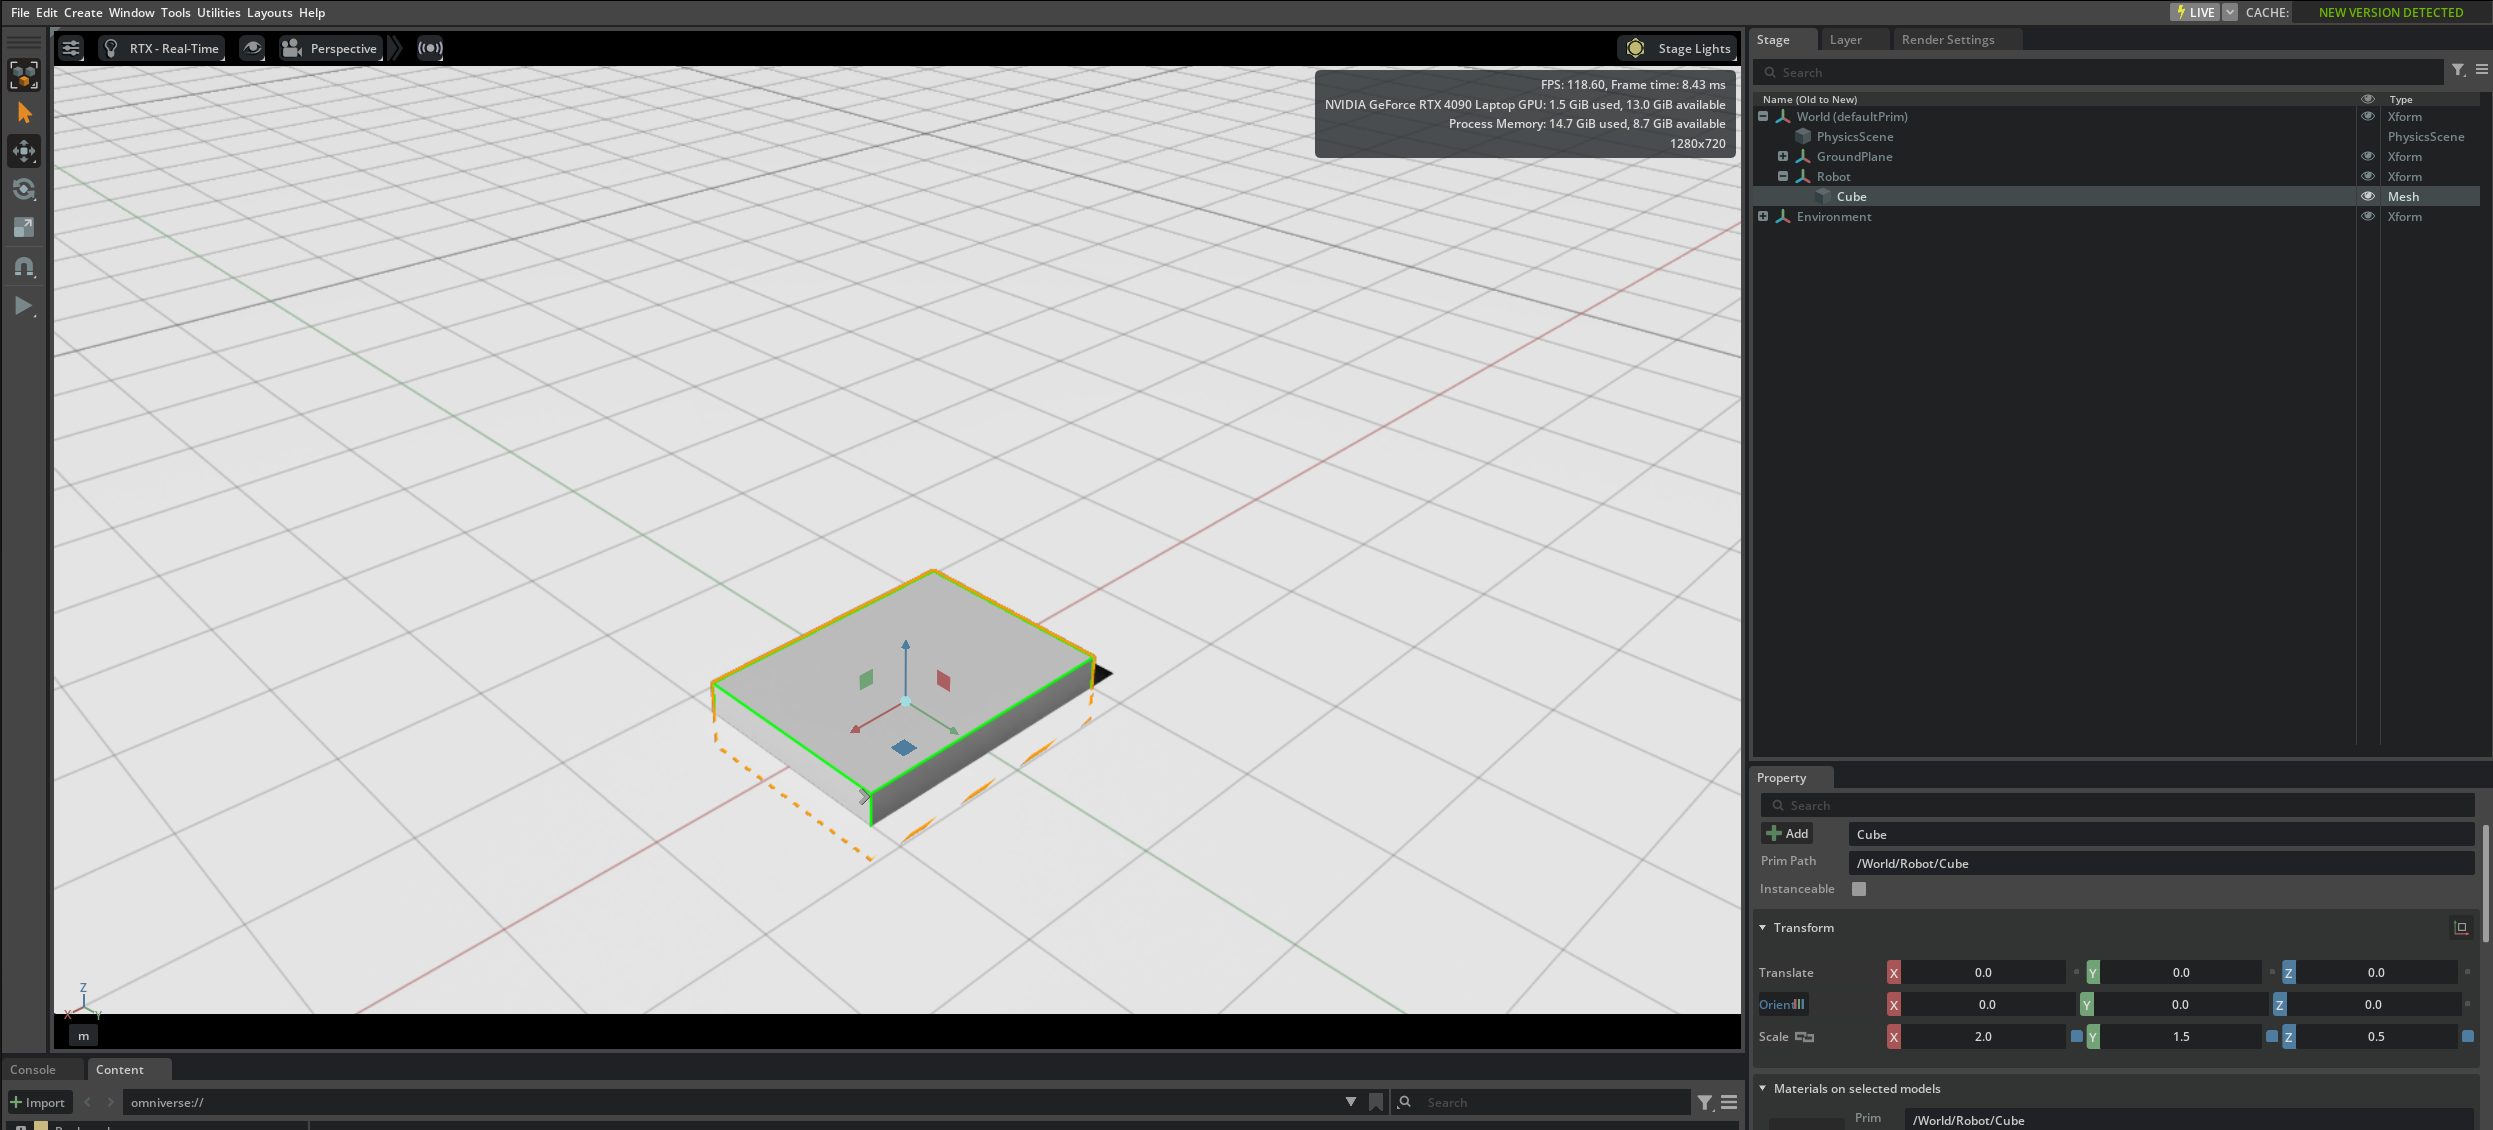 File Edit Create Window Tools Utilities Layouts Help
LIVE CACHE: NEW VERSION DETECTED
RTX - Real-Time Perspective Stage Lights
FPS: 118.60, Frame time: 8.43 ms
NVIDIA GeForce RTX 4090 Laptop GPU: 1.5 GiB used, 13.0 GiB available
Process Memory: 14.7 GiB used, 8.7 GiB available
1280x720
Z
X Y
m
Stage Layer Render Settings
Search
Name (Old to New) Type
World (defaultPrim) Xform
PhysicsScene PhysicsScene
GroundPlane Xform
Robot Xform
Cube Mesh
Environment Xform
Property
Search
Add Cube
Prim Path /World/Robot/Cube
Instanceable
Transform
Translate X 0.0 Y 0.0 Z 0.0
Orient X 0.0 Y 0.0 Z 0.0
Scale X 2.0 Y 1.5 Z 0.5
Materials on selected models
Prim /World/Robot/Cube
Console Content
Import omniverse:// Search